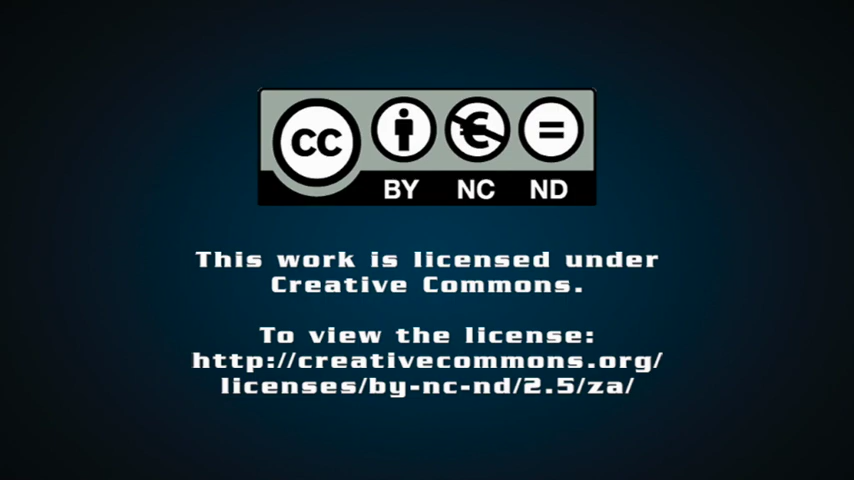 CC
BY NC ND
This work is licensed under
Creative Commons.
To view the license:
http://creativecommons.org/
licenses/by-nc-nd/2.5/za/